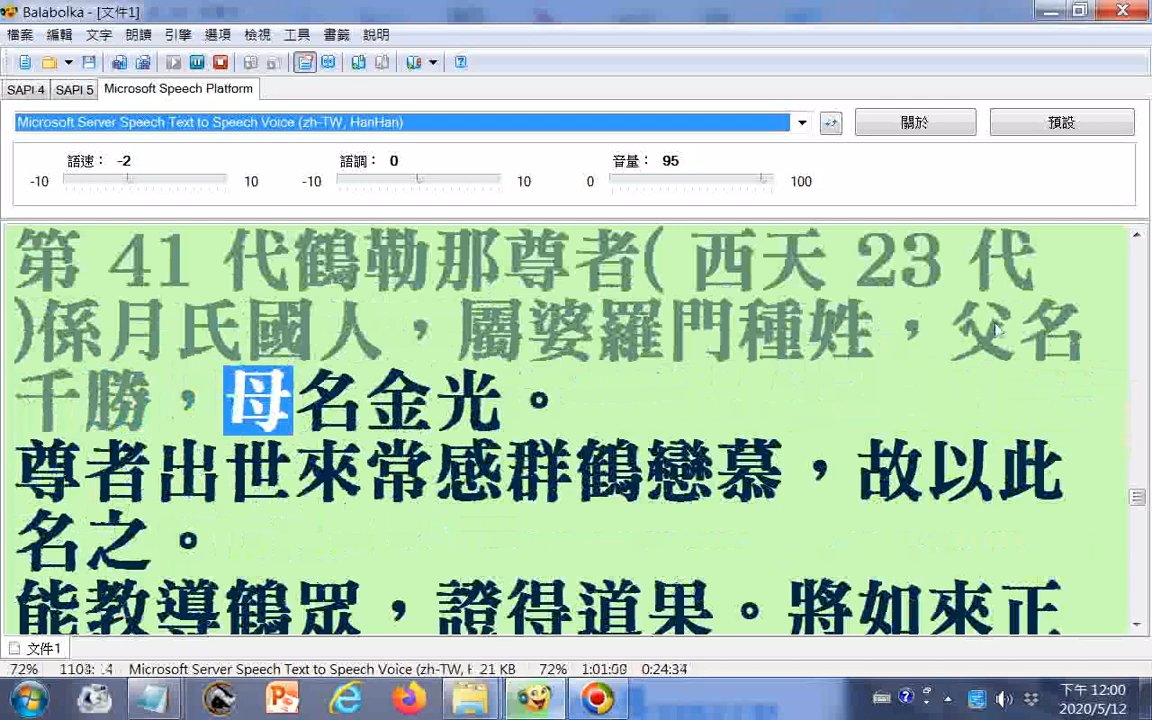 Balabolka - [文件1]
檔案 編輯 文字 朗讀 引擎 選項 檢視 工具 書籤 說明
SAPI 4 SAPI 5 Microsoft Speech Platform
Microsoft Server Speech Text to Speech Voice (zh-TW, HanHan) 關於 預設
語速： -2 語調： 0 音量： 95
-10 10 -10 10 0 100
第 41 代鶴勒那尊者( 西天 23 代
)係月氏國人，屬婆羅門種姓，父名
千勝，母名金光。
尊者出世來常感群鶴戀慕，故以此
名之。
能教導鶴眾，證得道果。將如來正
文件1
72% 1108: 14 Microsoft Server Speech Text to Speech Voice (zh-TW, H 21 KB 72% 1:01:00 0:24:34
下午 12:00
2020/5/12